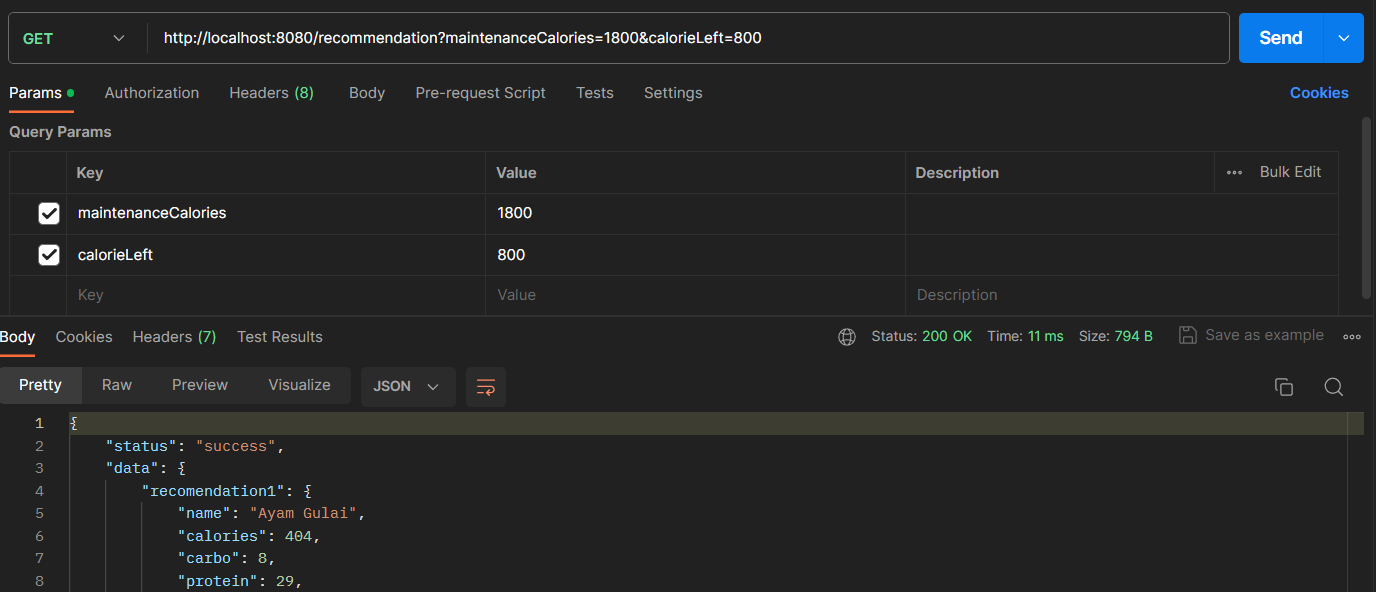 GET http://localhost:8080/recommendation?maintenanceCalories=1800&calorieLeft=800 Send
Params Authorization Headers (8) Body Pre-request Script Tests Settings Cookies
Query Params
Key Value Description Bulk Edit
maintenanceCalories 1800
calorieLeft 800
Key Value Description
Body Cookies Headers (7) Test Results Status: 200 OK Time: 11 ms Size: 794 B Save as example
Pretty Raw Preview Visualize JSON
1 {
2 "status": "success",
3 "data": {
4 "recomendation1": {
5 "name": "Ayam Gulai",
6 "calories": 404,
7 "carbo": 8,
8 "protein": 29,